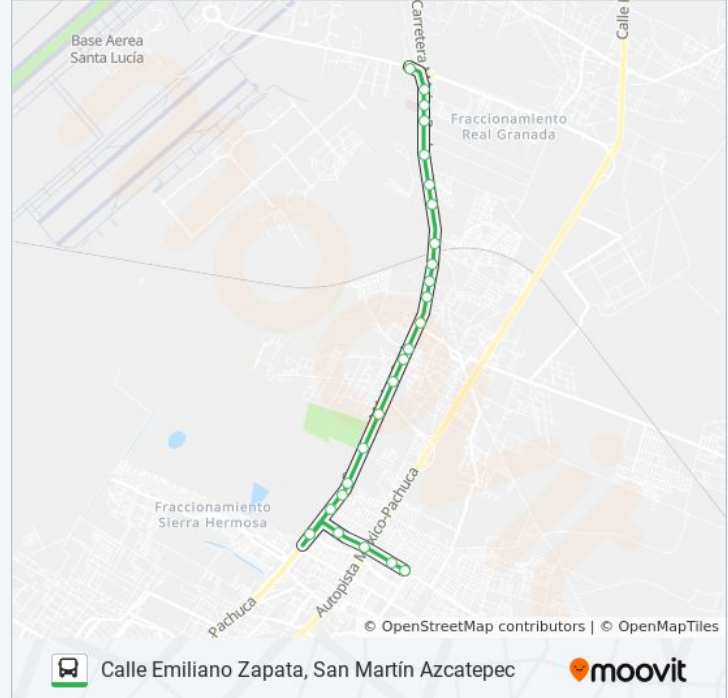 Base Aerea
Santa Lucía
Carretera
Calle
Fraccionamiento
Real Granada
Fraccionamiento
Sierra Hermosa
Autopista México-Pachuca
Pachuca
© OpenStreetMap contributors | © OpenMapTiles
Calle Emiliano Zapata, San Martín Azcatepec
moovit